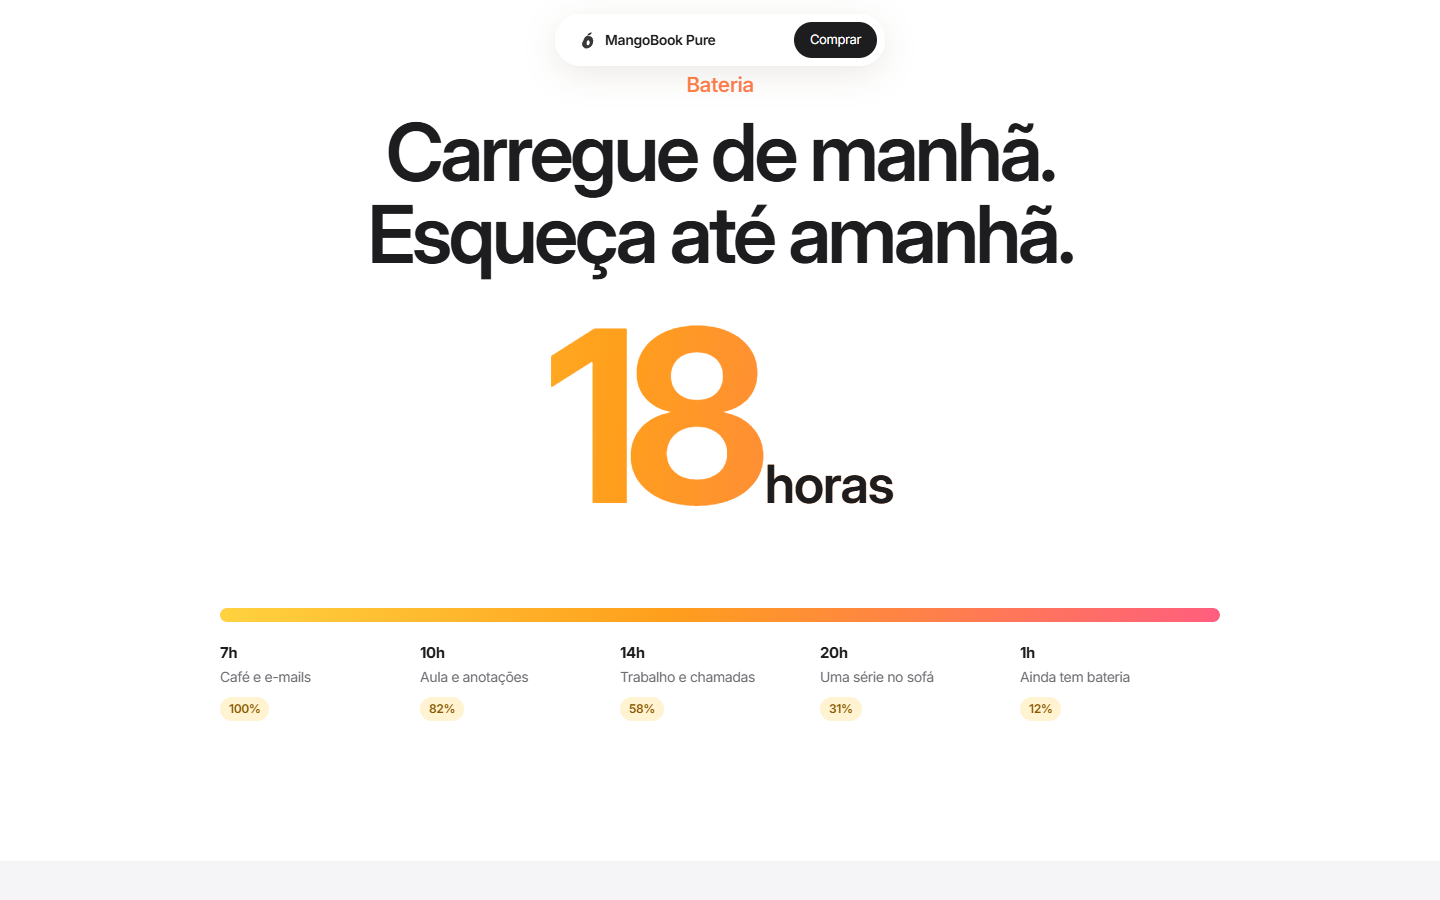 MangoBook Pure
Comprar
Bateria
Carregue de manhã.
Esqueça até amanhã.
18 horas
7h
Café e e-mails
100%
10h
Aula e anotações
82%
14h
Trabalho e chamadas
58%
20h
Uma série no sofá
31%
1h
Ainda tem bateria
12%